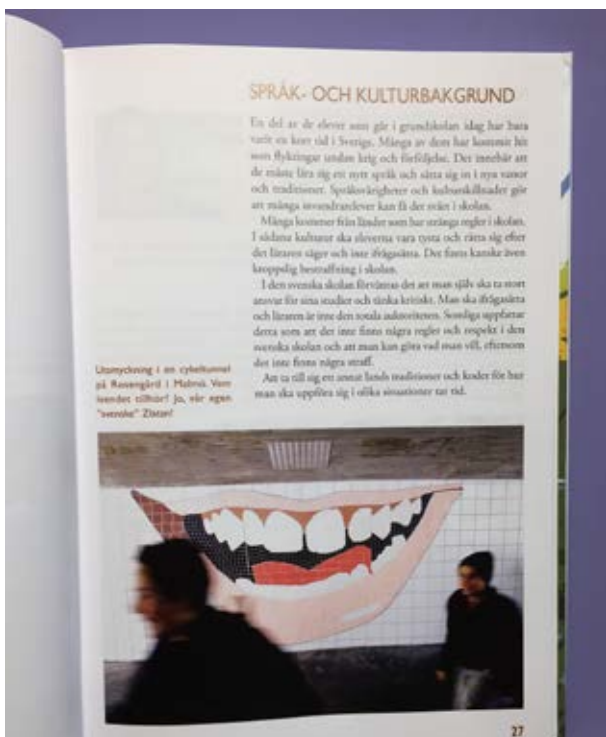 SPRÅK- OCH KULTURBAKGRUND
En del av de elever som går i grundskolan idag har bara
varit en kort tid i Sverige. Många av dem har kommit hit
som flyktingar undan krig och förföljelse. Det innebär att
de måste lära sig ett nytt språk och sätta sig in i nya vanor
och traditioner. Språksvårigheter och kulturskillnader gör
att många invandrarelever kan få det svårt i skolan.
Många kommer från länder som har stränga regler i skolan.
I sådana kulturer ska eleverna vara tysta och rätta sig efter
det läraren säger och inte ifrågasätta. Det finns kanske även
kroppslig bestraffning i skolan.
I den svenska skolan förväntas det att man själv ska ta stort
ansvar för sina studier och tänka kritiskt. Man ska ifrågasätta
och läraren är inte den totala auktoriteten. Somliga uppfattar
detta som att det inte finns några regler och respekt i den
svenska skolan och att man kan göra vad man vill, eftersom
det inte finns några straff.
Att ta till sig ett annat lands traditioner och koder för hur
man ska uppföra sig i olika situationer tar tid.
Utsmyckning i en cykeltunnel
på Rosengård i Malmö. Vem
leendet tillhör? Jo, vår egen
"svenske" Zlatan!
27